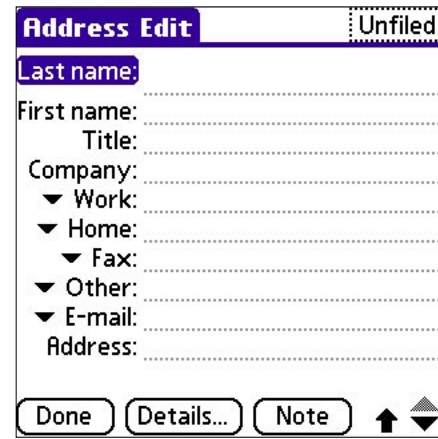 Address Edit Unfiled
Last name:
First name:
Title:
Company:
Work:
Home:
Fax:
Other:
E-mail:
Address:
Done Details... Note